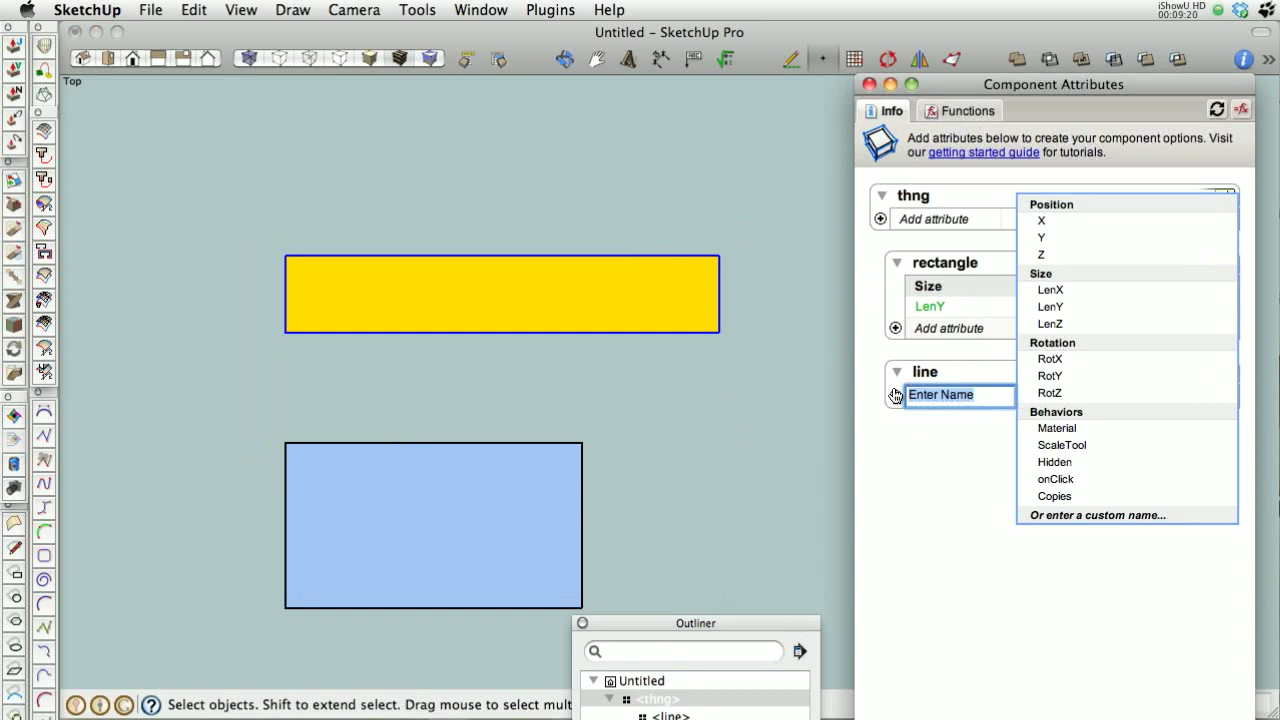 SketchUp File Edit View Draw Camera Tools Window Plugins Help
iShowU HD
00:09:20
Untitled - SketchUp Pro
Top
Component Attributes
Info
Functions
Add attributes below to create your component options. Visit
our getting started guide for tutorials.
thng
Add attribute
rectangle
Size
LenY
Add attribute
line
Enter Name
Position
X
Y
Z
Size
LenX
LenY
LenZ
Rotation
RotX
RotY
RotZ
Behaviors
Material
ScaleTool
Hidden
onClick
Copies
Or enter a custom name...
Outliner
Untitled
<thng>
<line>
Select objects. Shift to extend select. Drag mouse to select mult